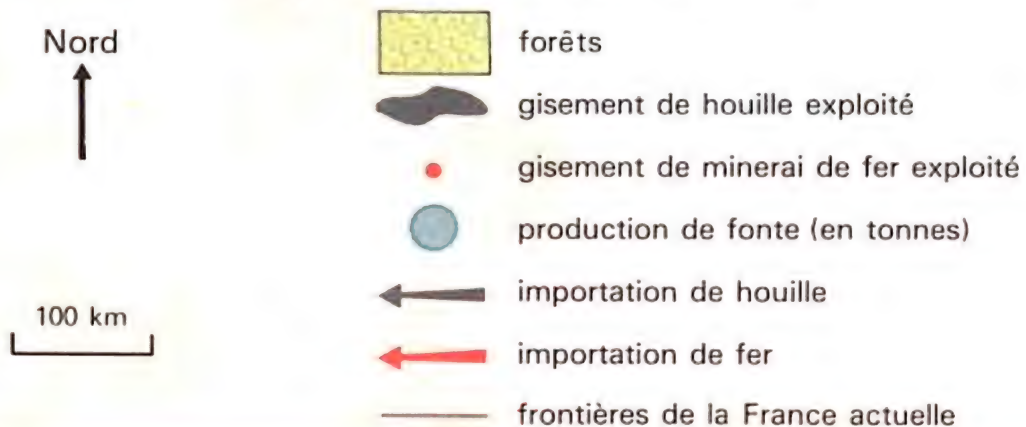 Nord
forêts
gisement de houille exploité
gisement de minerai de fer exploité
production de fonte (en tonnes)
importation de houille
100 km
importation de fer
frontières de la France actuelle